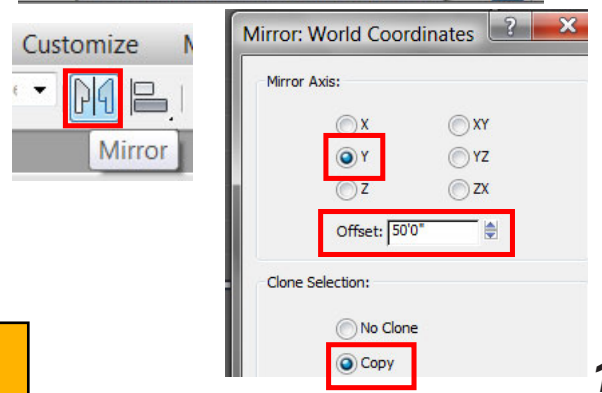 Customize
Mirror
Mirror: World Coordinates
?
X
Mirror Axis:
X XY
Y YZ
Z ZX
Offset: 50'0"
Clone Selection:
No Clone
Copy